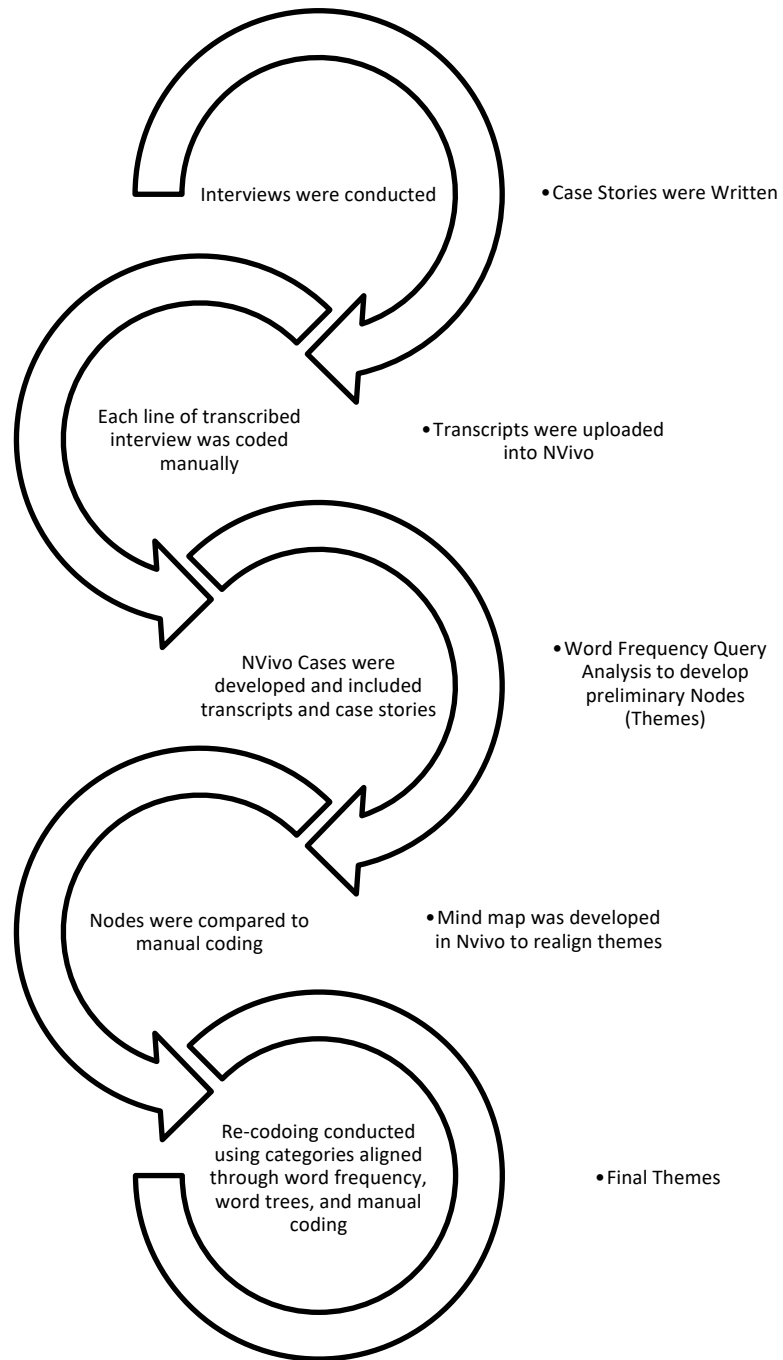 Interviews were conducted
•Case Stories were Written
Each line of transcribed
interview was coded
manually
•Transcripts were uploaded
into NVivo
NVivo Cases were
developed and included
transcripts and case stories
•Word Frequency Query
Analysis to develop
preliminary Nodes
(Themes)
Nodes were compared to
manual coding
•Mind map was developed
in Nvivo to realign themes
Re-codoing conducted
using categories aligned
through word frequency,
word trees, and manual
coding
•Final Themes